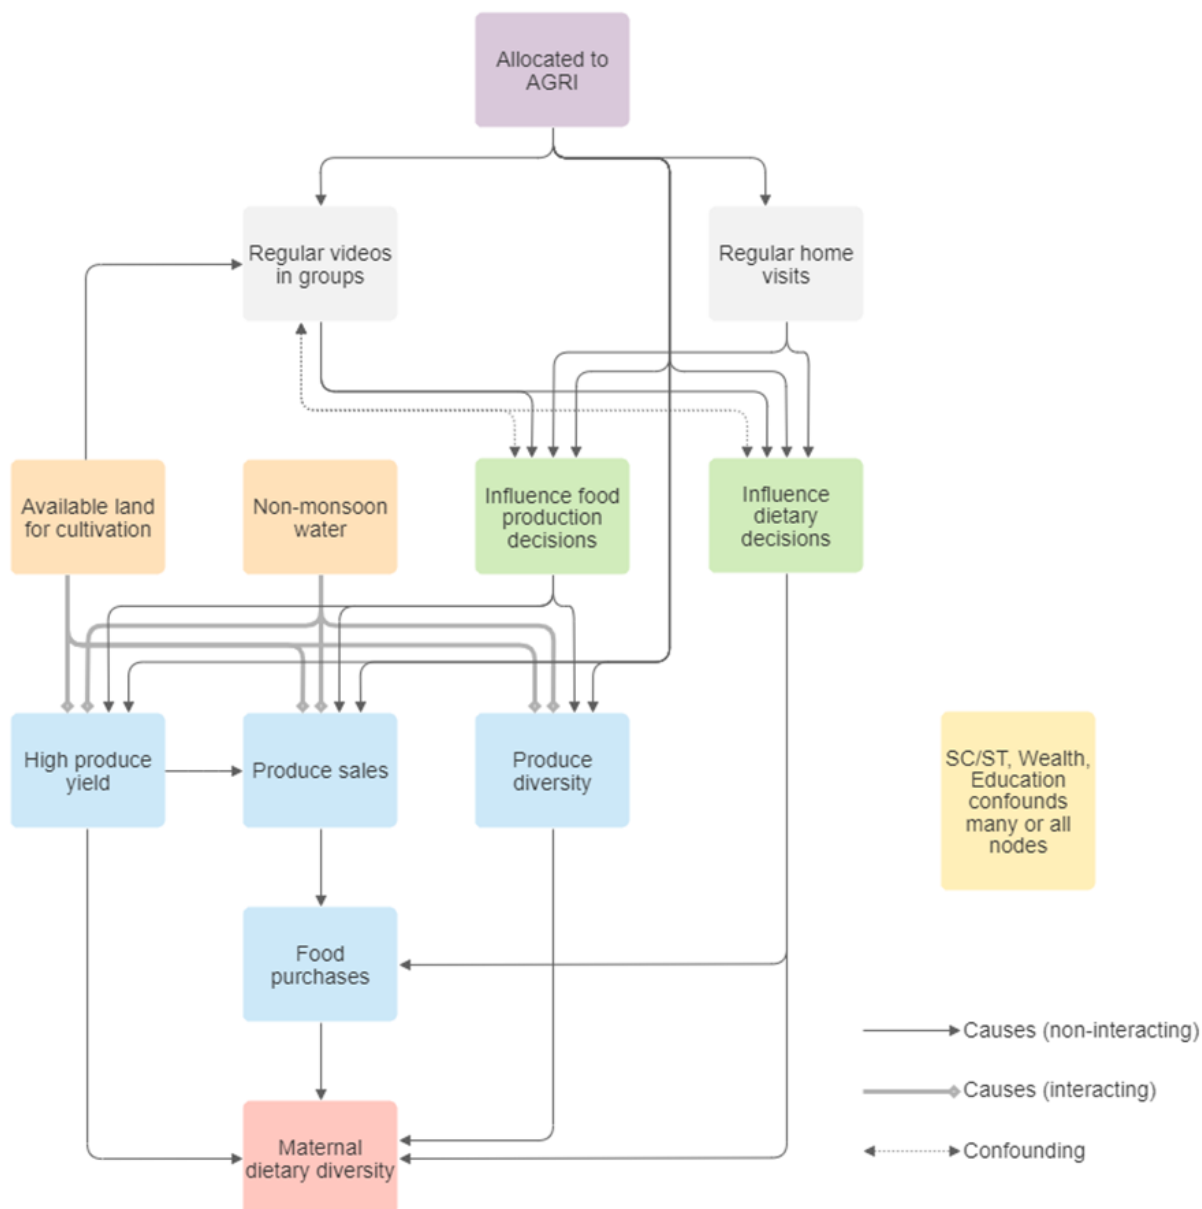 Allocated to
AGRI
Regular videos
in groups
Regular home
visits
Available land
for cultivation
Non-monsoon
water
Influence food
production
decisions
Influence
dietary
decisions
High produce
yield
Produce sales
Produce
diversity
SC/ST, Wealth,
Education
confounds
many or all
nodes
Food
purchases
Causes (non-interacting)
Causes (interacting)
Confounding
Maternal
dietary diversity